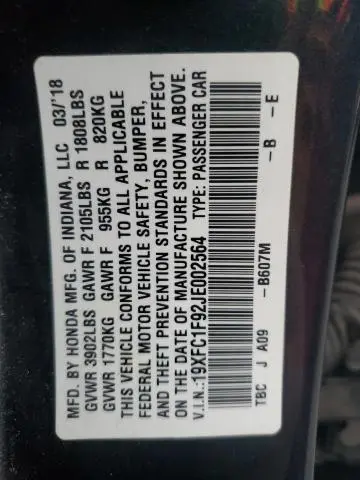 MFD. BY HONDA MFG. OF INDIANA, LLC 03/'18
GVWR 3902LBS GAWR F 2105LBS R 1808LBS
GVWR 1770KG GAWR F 955KG R 820KG
THIS VEHICLE CONFORMS TO ALL APPLICABLE
FEDERAL MOTOR VEHICLE SAFETY, BUMPER,
AND THEFT PREVENTION STANDARDS IN EFFECT
ON THE DATE OF MANUFACTURE SHOWN ABOVE.
V.I.N.:19XFC1F92JE002564 TYPE: PASSENGER CAR
TBC J A09 -B607M -B -E